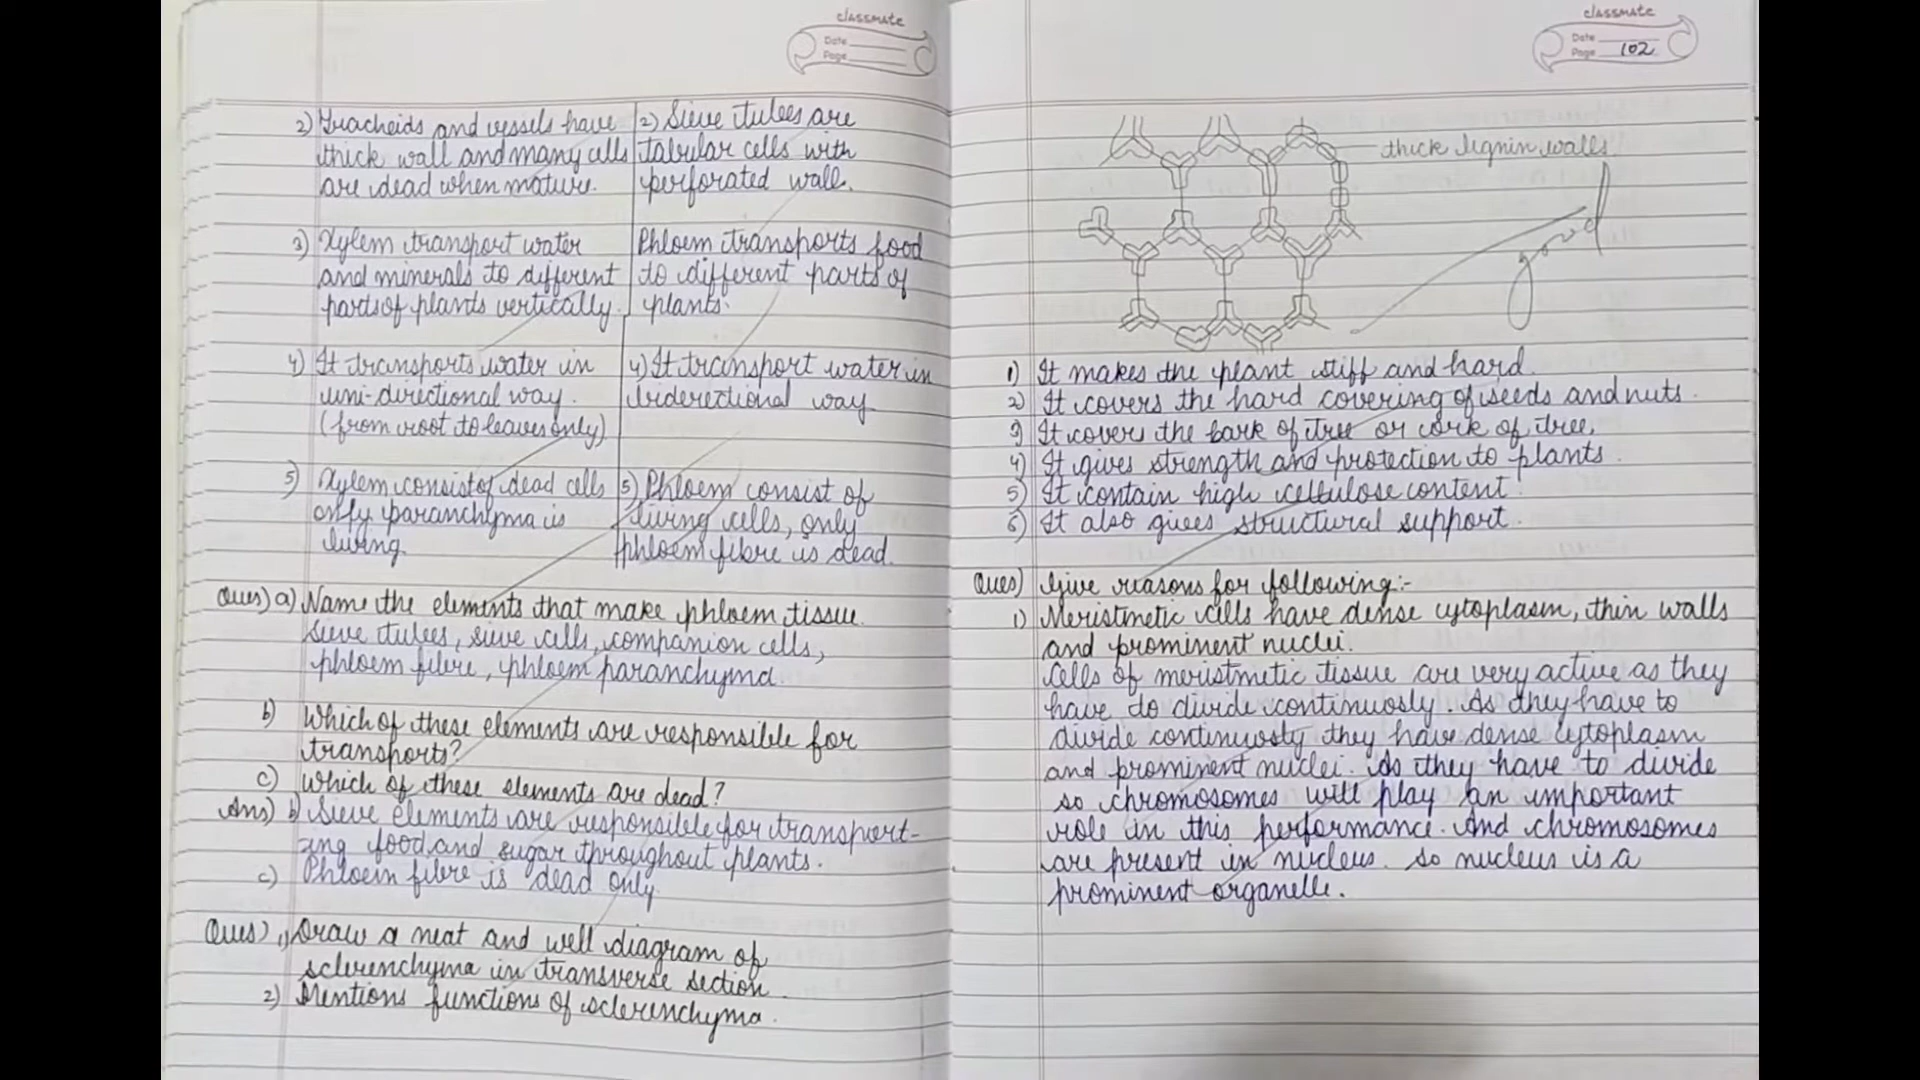 classmate
Date
Page
2) Tracheids and vessels have
thick wall and many cells
are dead when mature.
2) Sieve tubes are
tabular cells with
perforated wall.
3) Xylem transport water
and minerals to different
parts of plants vertically.
Phloem transports food
to different parts of
plants.
4) It transports water in
uni-directional way.
(from root to leaves only)
4) It transport water in
biderectional way
5) Xylem consist of dead cells
only paranchyma is
living.
5) Phloem consist of
living cells, only
phloem fibre is dead.
Ques) a) Name the elements that make phloem tissue.
Sieve tubes, sieve cells, companion cells,
phloem fibre, phloem paranchyma.
b) Which of these elements are responsible for
transports?
c) Which of these elements are dead?
Ans) b) Sieve elements are responsible for transport-
ing food and sugar throughout plants.
c) Phloem fibre is dead only.
Ques) 1) Draw a neat and well diagram of
sclerenchyma in transverse section.
2) Mentions functions of sclerenchyma.
classmate
Date
Page 102
thick lignin walls
good
1) It makes the plant stiff and hard.
2) It covers the hard covering of seeds and nuts.
3) It covers the bark of tree or cork of tree.
4) It gives strength and protection to plants.
5) It contain high cellulose content.
6) It also gives structural support.
Ques) Give reasons for following:-
1) Meristmetic cells have dense cytoplasm, thin walls
and prominent nuclei.
Cells of meristmetic tissue are very active as they
have to divide continuosly. As they have to
divide continuosty they have dense cytoplasm
and prominent nuclei. As they have to divide
so chromosomes will play an important
role in this performance. And chromosomes
are present in nucleus. So nucleus is a
prominent organelle.